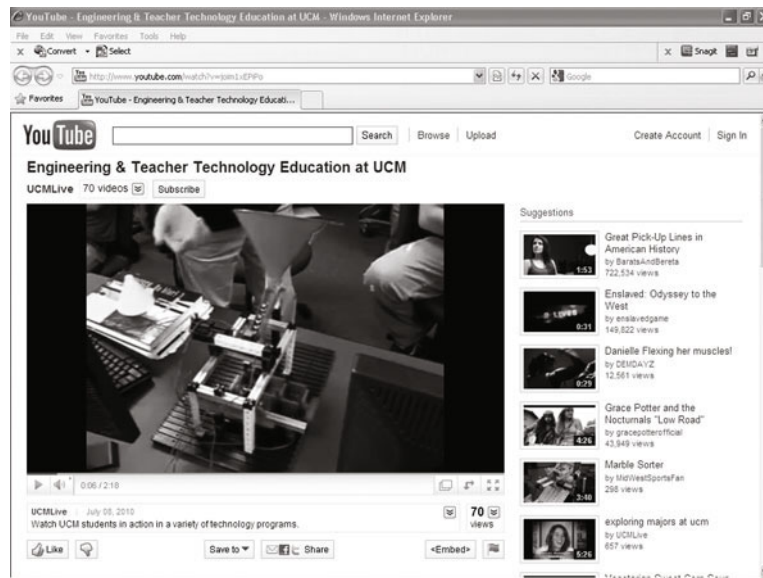 YouTube - Engineering & Teacher Technology Education at UCM - Windows Internet Explorer
File Edit View Favorites Tools Help
x Convert Select x Snagit
http://www.youtube.com/watch?v=joim1xEPiPo Google
Favorites YouTube - Engineering & Teacher Technology Educati...
YouTube Search Browse Upload Create Account Sign In
Engineering & Teacher Technology Education at UCM
UCMLive 70 videos Subscribe
Suggestions
Great Pick-Up Lines in
American History
by BaratsAndBereta
722,534 views
1:53
Enslaved: Odyssey to the
West
by enslavedgame
149,822 views
0:31
Danielle Flexing her muscles!
by DEMDAYZ
12,561 views
0:29
Grace Potter and the
Nocturnals "Low Road"
by gracepotterofficial
43,949 views
4:26
Marble Sorter
by MidWestSportsFan
298 views
3:40
exploring majors at ucm
by UCMLive
657 views
5:26
0:06 / 2:18
UCMLive July 08, 2010
Watch UCM students in action in a variety of technology programs.
70
views
Like Save to Share <Embed>